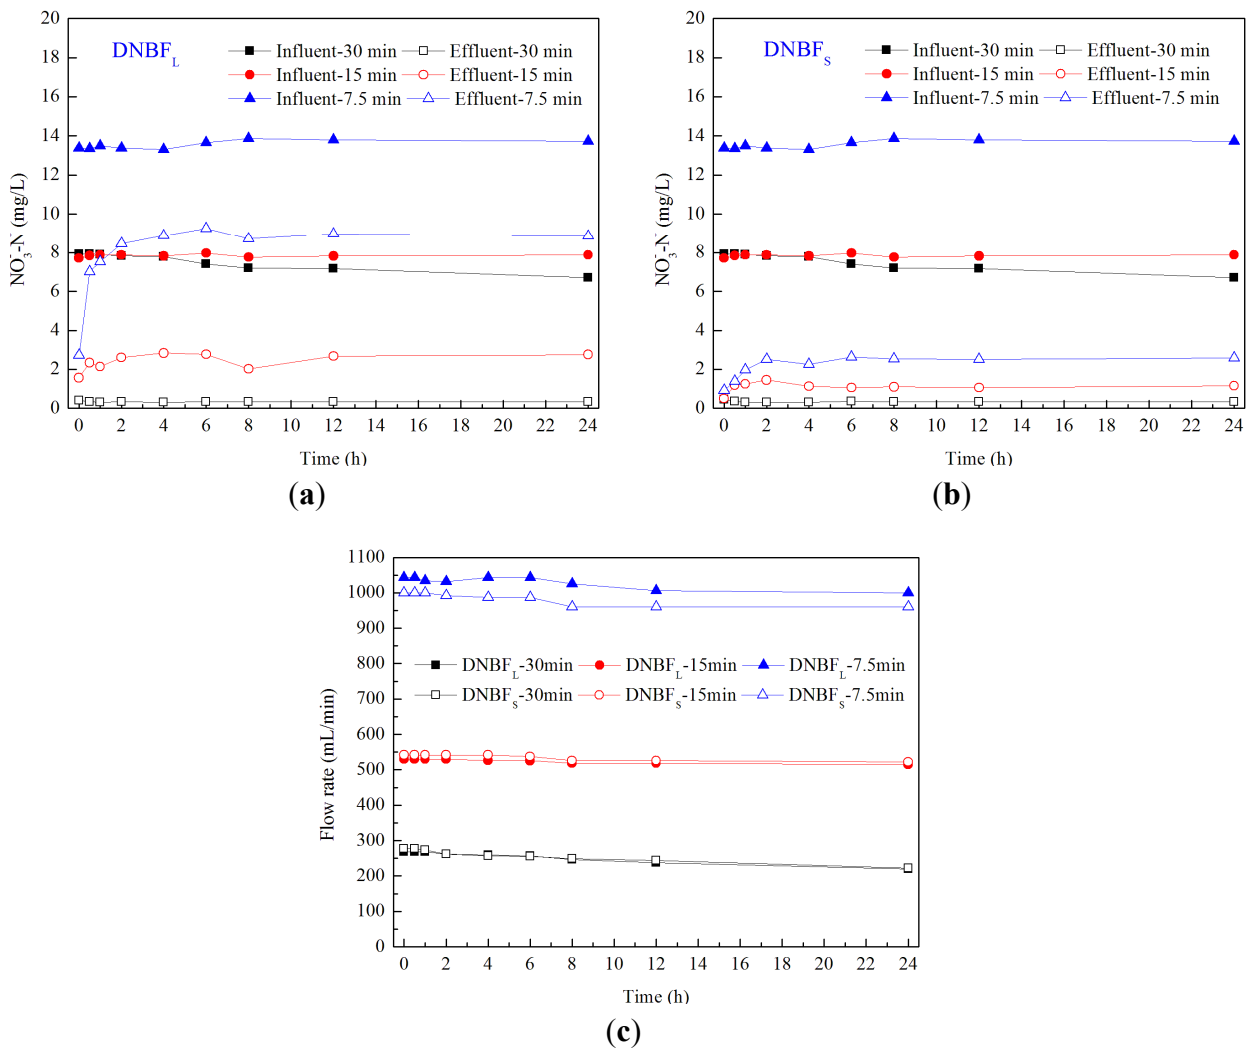 DNBF_L
Influent-30 min Effluent-30 min
Influent-15 min Effluent-15 min
Influent-7.5 min Effluent-7.5 min
NO3⁻-N (mg/L)
20
18
16
14
12
10
8
6
4
2
0
0 2 4 6 8 10 12 14 16 18 20 22 24
Time (h)
(a)
DNBF_S
Influent-30 min Effluent-30 min
Influent-15 min Effluent-15 min
Influent-7.5 min Effluent-7.5 min
NO3⁻-N (mg/L)
20
18
16
14
12
10
8
6
4
2
0
0 2 4 6 8 10 12 14 16 18 20 22 24
Time (h)
(b)
DNBF_L-30min DNBF_L-15min DNBF_L-7.5min
DNBF_S-30min DNBF_S-15min DNBF_S-7.5min
Flow rate (mL/min)
1100
1000
900
800
700
600
500
400
300
200
100
0
0 2 4 6 8 10 12 14 16 18 20 22 24
Time (h)
(c)